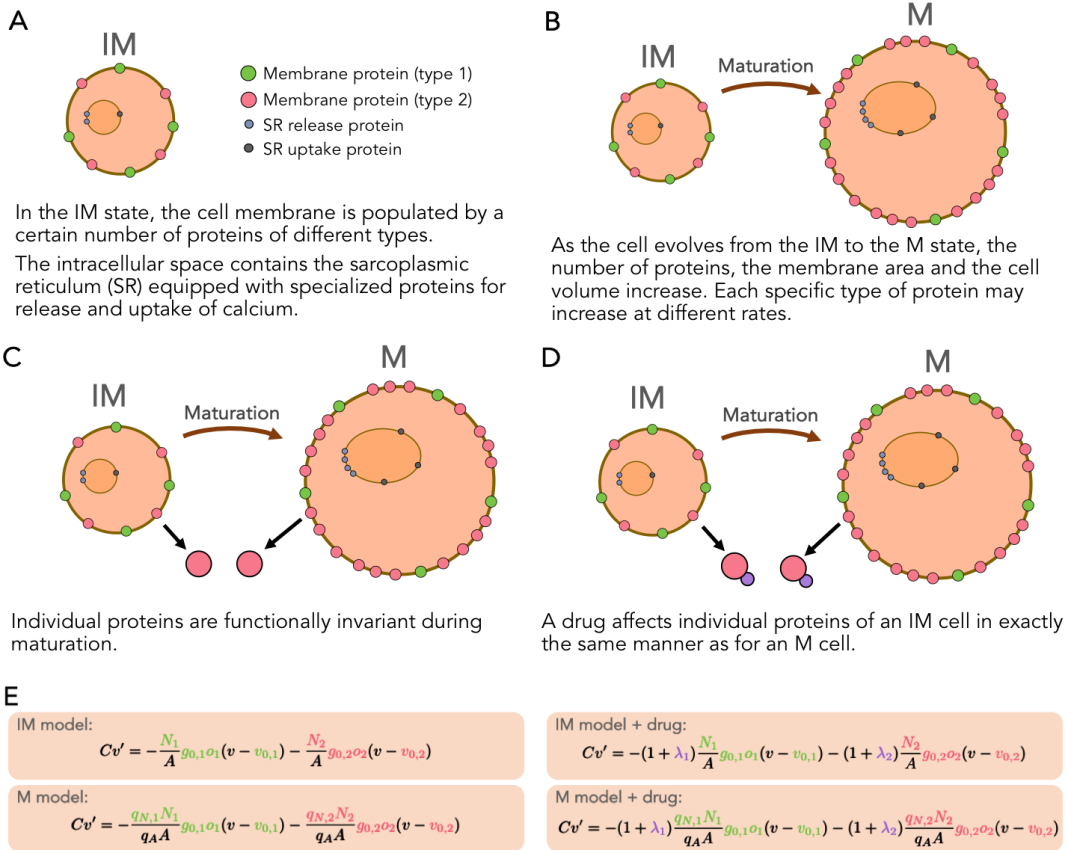 A
IM
Membrane protein (type 1)
Membrane protein (type 2)
SR release protein
SR uptake protein
In the IM state, the cell membrane is populated by a
certain number of proteins of different types.
The intracellular space contains the sarcoplasmic
reticulum (SR) equipped with specialized proteins for
release and uptake of calcium.
B
IM
Maturation
M
As the cell evolves from the IM to the M state, the
number of proteins, the membrane area and the cell
volume increase. Each specific type of protein may
increase at different rates.
C
IM
Maturation
M
Individual proteins are functionally invariant during
maturation.
D
IM
Maturation
M
A drug affects individual proteins of an IM cell in exactly
the same manner as for an M cell.
E
IM model:
Cv′ = −N₁/A g₀,₁o₁(v − v₀,₁) − N₂/A g₀,₂o₂(v − v₀,₂)
M model:
Cv′ = −q_N,₁N₁/q_A A g₀,₁o₁(v − v₀,₁) − q_N,₂N₂/q_A A g₀,₂o₂(v − v₀,₂)
IM model + drug:
Cv′ = −(1 + λ₁)N₁/A g₀,₁o₁(v − v₀,₁) − (1 + λ₂)N₂/A g₀,₂o₂(v − v₀,₂)
M model + drug:
Cv′ = −(1 + λ₁)q_N,₁N₁/q_A A g₀,₁o₁(v − v₀,₁) − (1 + λ₂)q_N,₂N₂/q_A A g₀,₂o₂(v − v₀,₂)